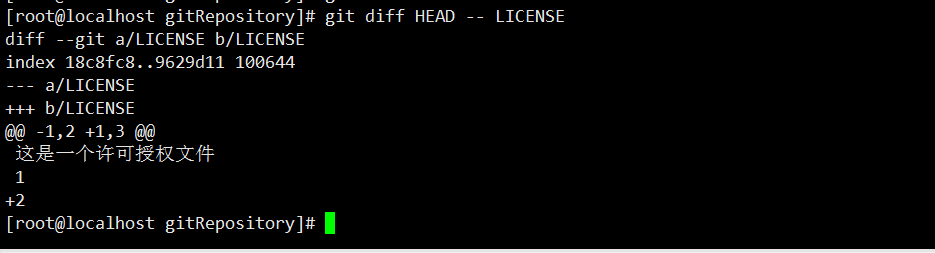 [root@localhost gitRepository]# git diff HEAD -- LICENSE
diff --git a/LICENSE b/LICENSE
index 18c8fc8..9629d11 100644
--- a/LICENSE
+++ b/LICENSE
@@ -1,2 +1,3 @@
 这是一个许可授权文件
 1
+2
[root@localhost gitRepository]#